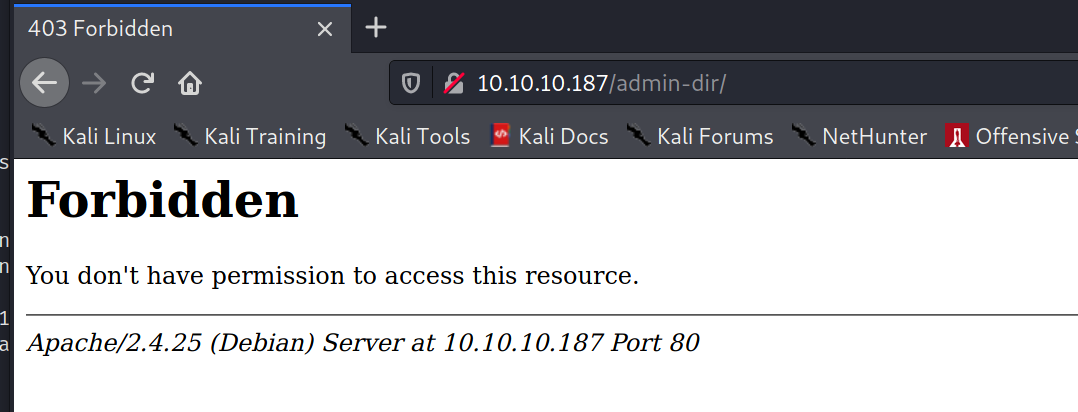 403 Forbidden
10.10.10.187/admin-dir/
Kali Linux Kali Training Kali Tools Kali Docs Kali Forums NetHunter Offensive S
s
Forbidden
n
You don't have permission to access this resource.
n
1
Apache/2.4.25 (Debian) Server at 10.10.10.187 Port 80
a